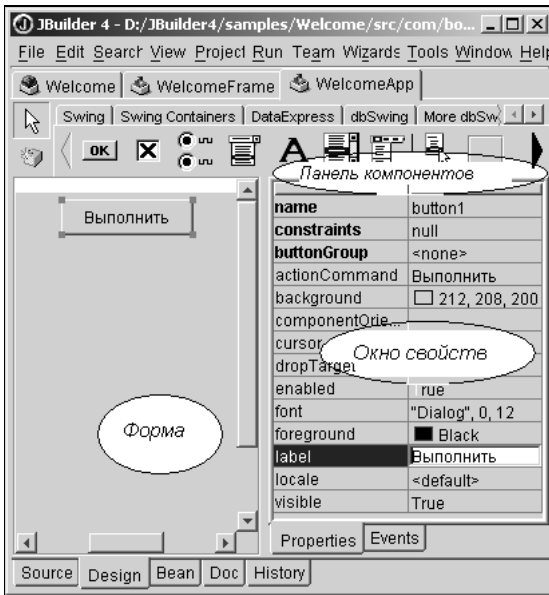 JBuilder 4 - D:/JBuilder4/samples/Welcome/src/com/bo...
File Edit Search View Project Run Team Wizards Tools Window Help
Welcome WelcomeFrame WelcomeApp
Swing Swing Containers DataExpress dbSwing More dbSw
OK A
Панель компонентов
Выполнить
name button1
constraints null
buttonGroup <none>
actionCommand Выполнить
background 212, 208, 200
componentOrie...
cursor
Окно свойств
dropTarget
enabled True
font "Dialog", 0, 12
Форма
foreground Black
label Выполнить
locale <default>
visible True
Properties Events
Source Design Bean Doc History